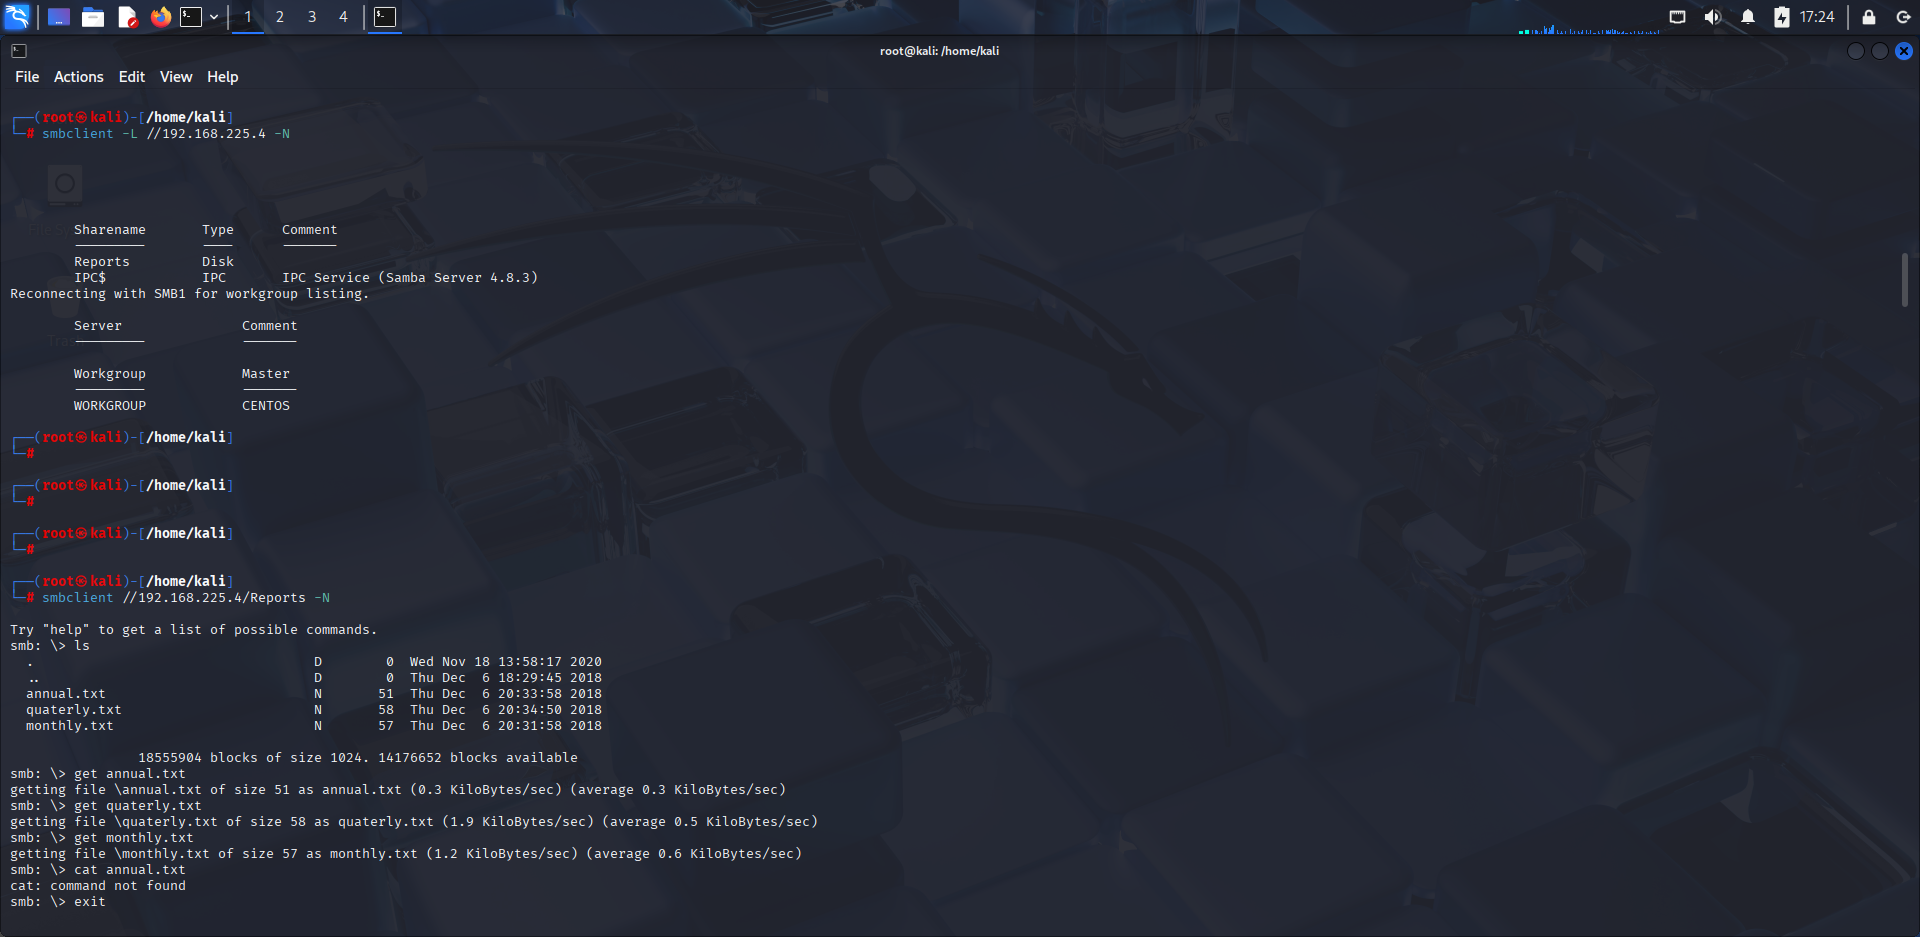 1 2 3 4
17:24
root@kali: /home/kali
File Actions Edit View Help
┌──(root㉿kali)-[/home/kali]
└─# smbclient -L //192.168.225.4 -N
Sharename Type Comment
--------- ---- -------
Reports Disk
IPC$ IPC IPC Service (Samba Server 4.8.3)
Reconnecting with SMB1 for workgroup listing.
Server Comment
--------- -------
Workgroup Master
--------- -------
WORKGROUP CENTOS
┌──(root㉿kali)-[/home/kali]
└─#
┌──(root㉿kali)-[/home/kali]
└─#
┌──(root㉿kali)-[/home/kali]
└─#
┌──(root㉿kali)-[/home/kali]
└─# smbclient //192.168.225.4/Reports -N
Try "help" to get a list of possible commands.
smb: \> ls
. D 0 Wed Nov 18 13:58:17 2020
.. D 0 Thu Dec 6 18:29:45 2018
annual.txt N 51 Thu Dec 6 20:33:58 2018
quaterly.txt N 58 Thu Dec 6 20:34:50 2018
monthly.txt N 57 Thu Dec 6 20:31:58 2018
18555904 blocks of size 1024. 14176652 blocks available
smb: \> get annual.txt
getting file \annual.txt of size 51 as annual.txt (0.3 KiloBytes/sec) (average 0.3 KiloBytes/sec)
smb: \> get quaterly.txt
getting file \quaterly.txt of size 58 as quaterly.txt (1.9 KiloBytes/sec) (average 0.5 KiloBytes/sec)
smb: \> get monthly.txt
getting file \monthly.txt of size 57 as monthly.txt (1.2 KiloBytes/sec) (average 0.6 KiloBytes/sec)
smb: \> cat annual.txt
cat: command not found
smb: \> exit